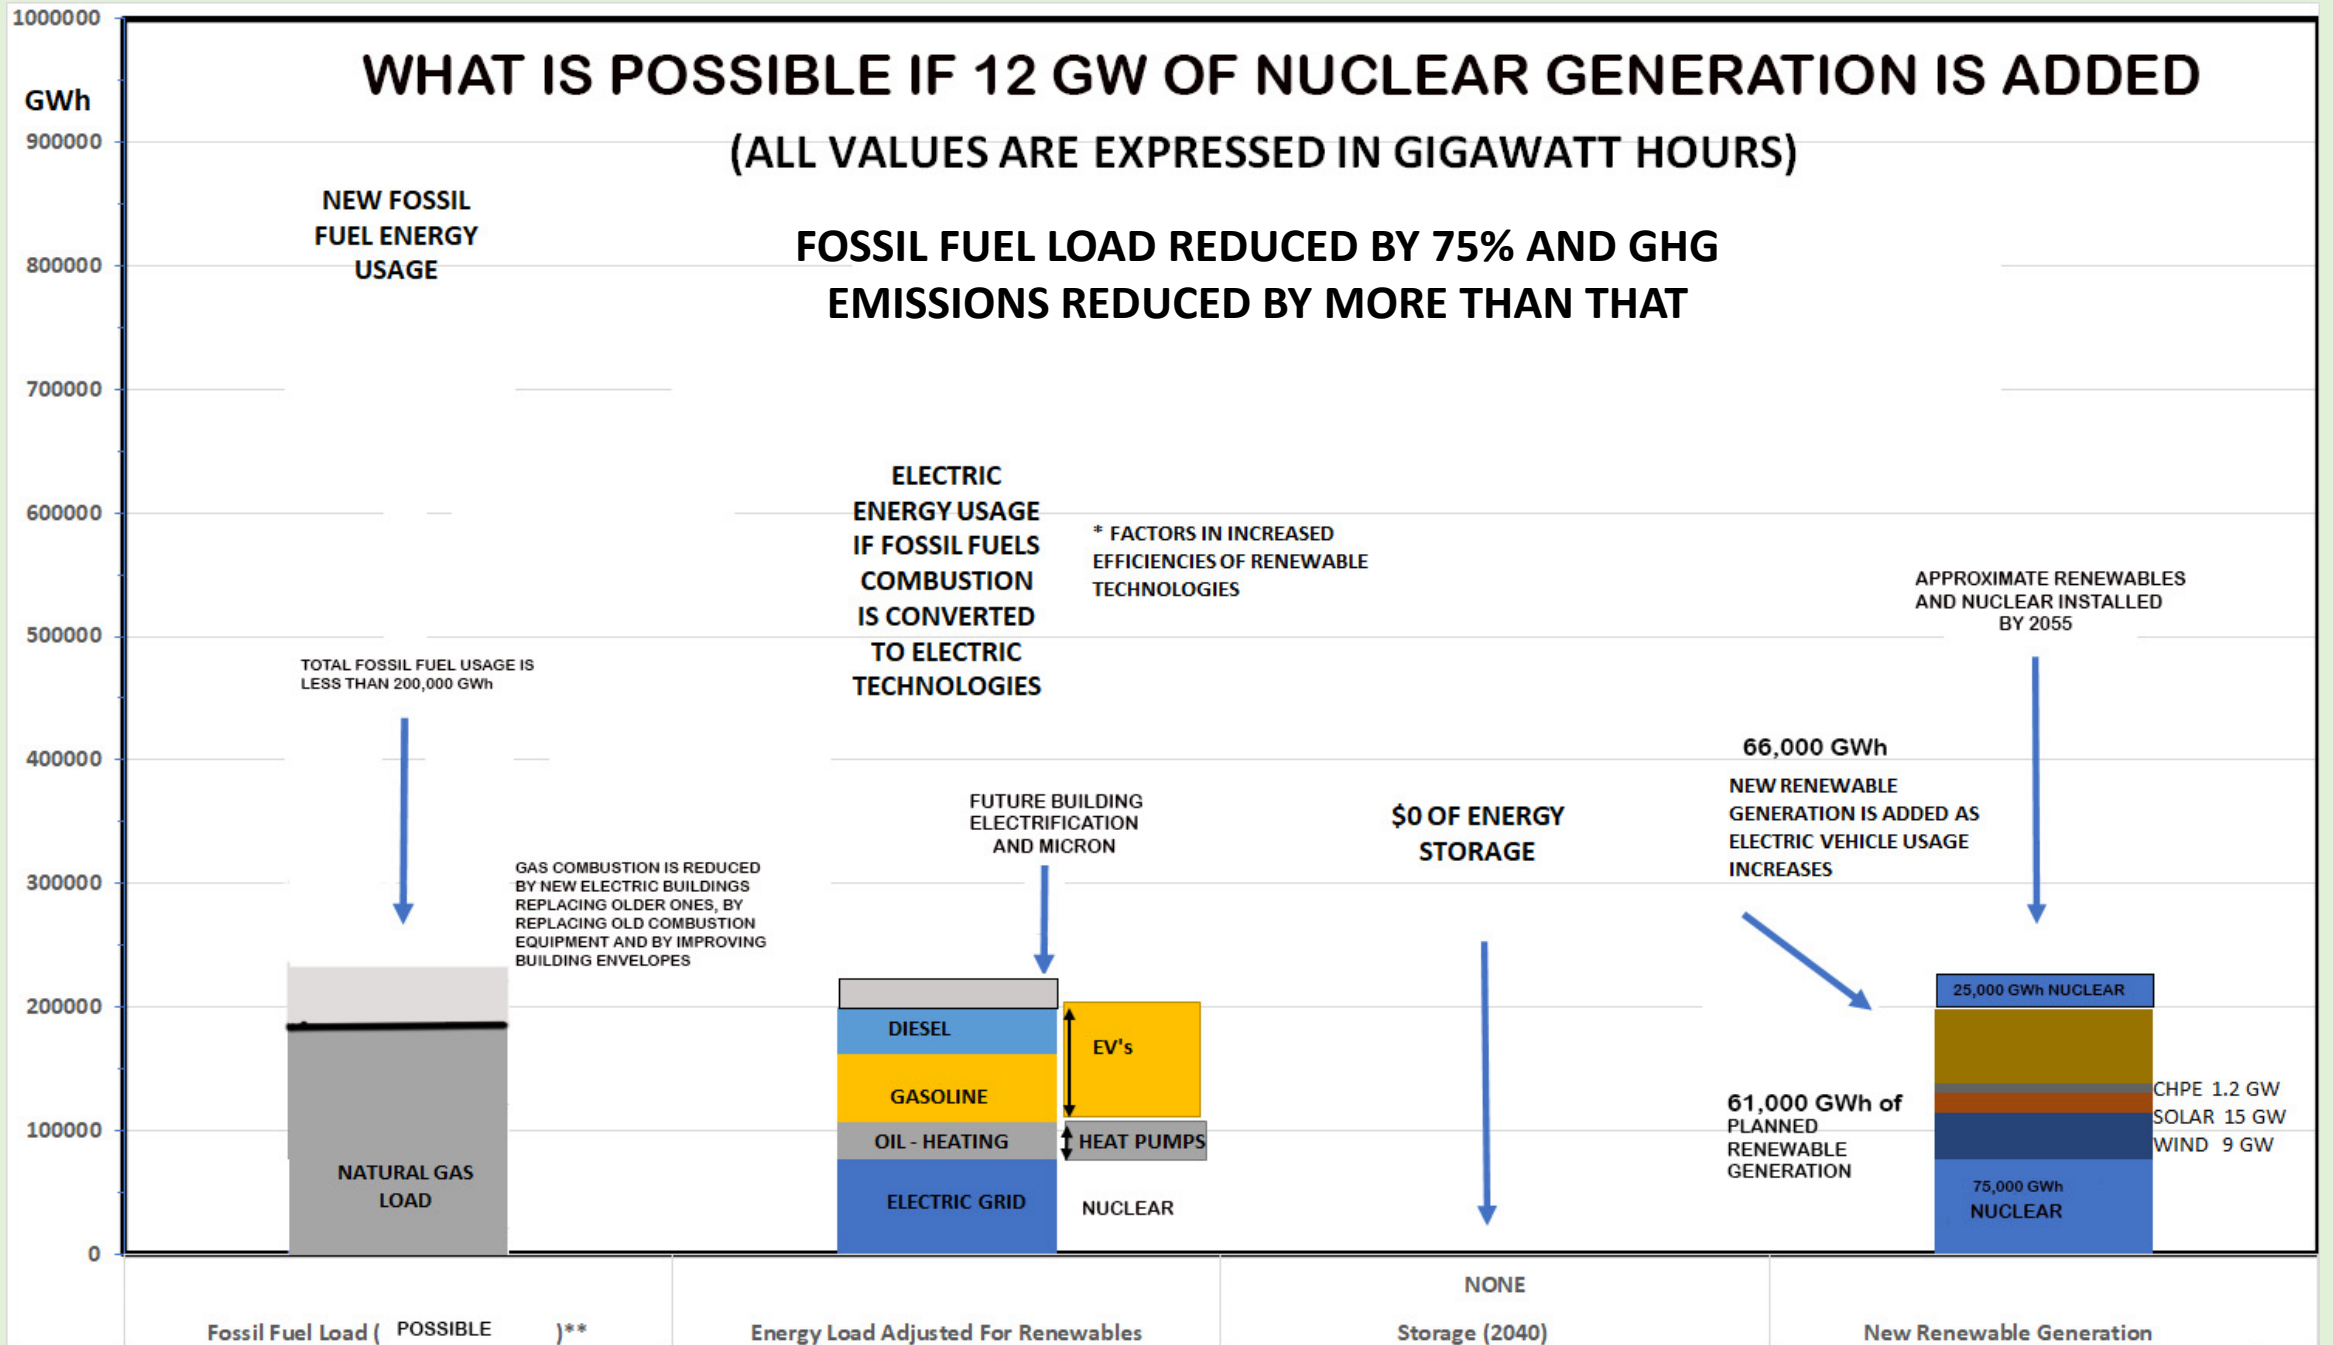 1000000
GWh
900000
800000
700000
600000
500000
400000
300000
200000
100000
0
WHAT IS POSSIBLE IF 12 GW OF NUCLEAR GENERATION IS ADDED
(ALL VALUES ARE EXPRESSED IN GIGAWATT HOURS)
FOSSIL FUEL LOAD REDUCED BY 75% AND GHG
EMISSIONS REDUCED BY MORE THAN THAT
NEW FOSSIL
FUEL ENERGY
USAGE
TOTAL FOSSIL FUEL USAGE IS
LESS THAN 200,000 GWh
GAS COMBUSTION IS REDUCED
BY NEW ELECTRIC BUILDINGS
REPLACING OLDER ONES, BY
REPLACING OLD COMBUSTION
EQUIPMENT AND BY IMPROVING
BUILDING ENVELOPES
NATURAL GAS
LOAD
ELECTRIC
ENERGY USAGE
IF FOSSIL FUELS
COMBUSTION
IS CONVERTED
TO ELECTRIC
TECHNOLOGIES
* FACTORS IN INCREASED
EFFICIENCIES OF RENEWABLE
TECHNOLOGIES
FUTURE BUILDING
ELECTRIFICATION
AND MICRON
DIESEL
GASOLINE
OIL - HEATING
ELECTRIC GRID
EV's
HEAT PUMPS
NUCLEAR
$0 OF ENERGY
STORAGE
66,000 GWh
NEW RENEWABLE
GENERATION IS ADDED AS
ELECTRIC VEHICLE USAGE
INCREASES
61,000 GWh of
PLANNED
RENEWABLE
GENERATION
APPROXIMATE RENEWABLES
AND NUCLEAR INSTALLED
BY 2055
25,000 GWh NUCLEAR
CHPE 1.2 GW
SOLAR 15 GW
WIND 9 GW
75,000 GWh
NUCLEAR
Fossil Fuel Load ( POSSIBLE )**
Energy Load Adjusted For Renewables
NONE
Storage (2040)
New Renewable Generation